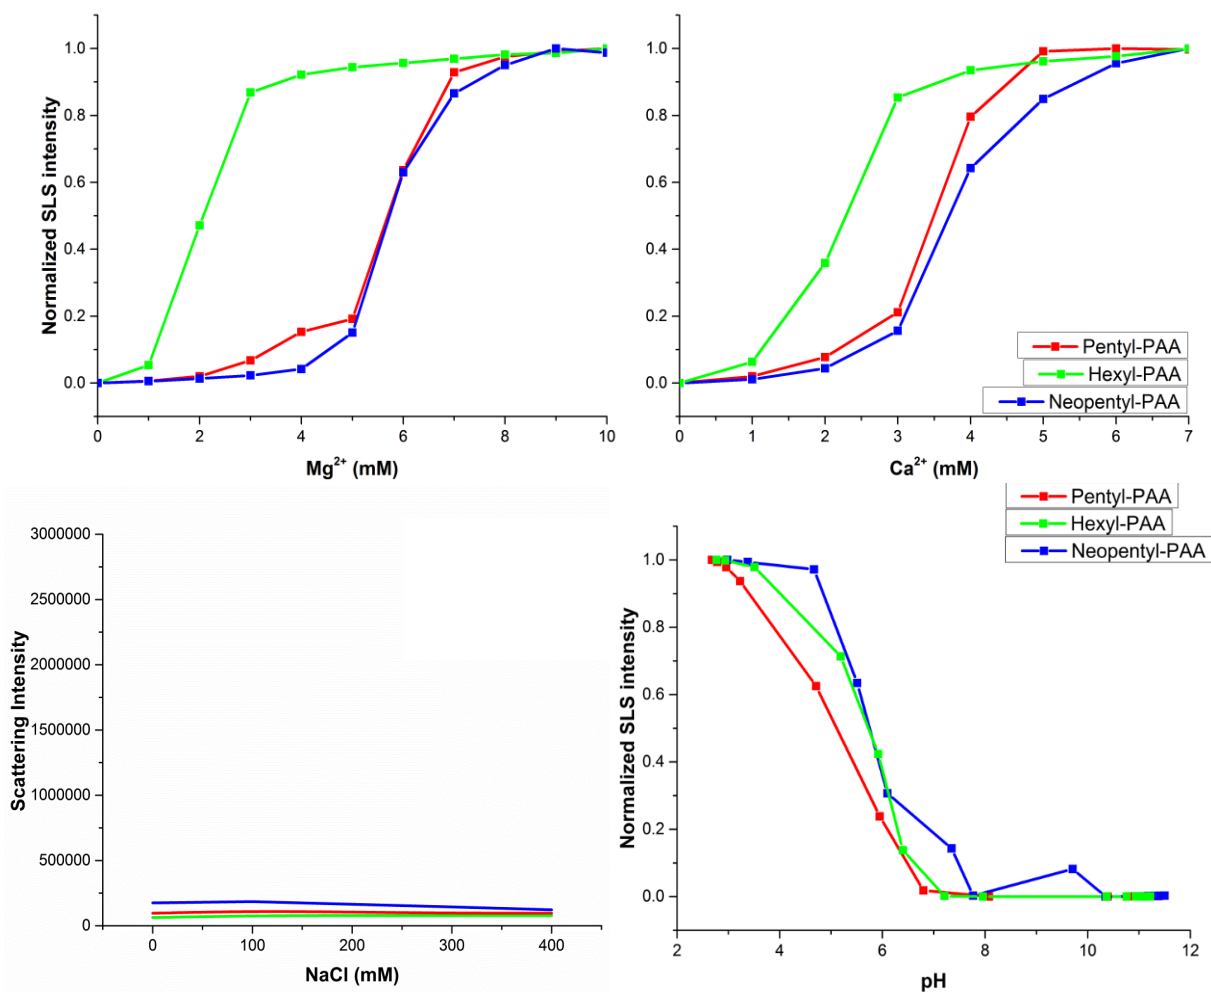 Normalized SLS intensity
1.0
0.8
0.6
0.4
0.2
0.0
0 2 4 6 8 10
Mg²⁺ (mM)
1.0
0.8
0.6
0.4
0.2
0.0
0 1 2 3 4 5 6 7
Ca²⁺ (mM)
Pentyl-PAA
Hexyl-PAA
Neopentyl-PAA
Scattering Intensity
3000000
2500000
2000000
1500000
1000000
500000
0
0 100 200 300 400
NaCl (mM)
Pentyl-PAA
Hexyl-PAA
Neopentyl-PAA
Normalized SLS intensity
1.0
0.8
0.6
0.4
0.2
0.0
2 4 6 8 10 12
pH